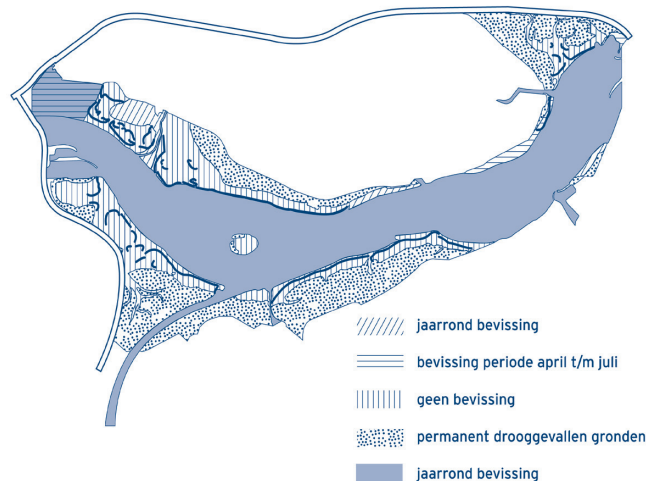 jaarrond bevissing
bevissing periode april t/m juli
geen bevissing
permanent drooggevallen gronden
jaarrond bevissing